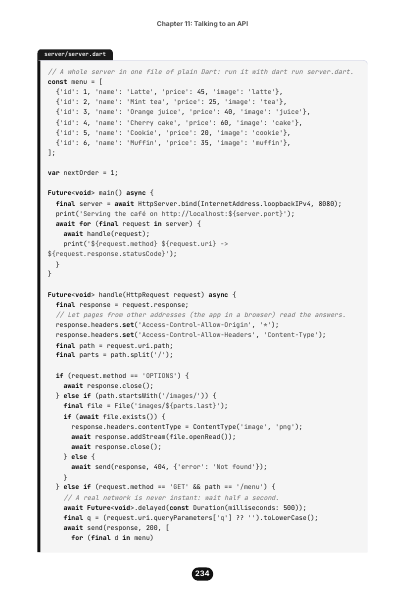 Chapter 11: Talking to an API
server/server.dart
// A whole server in one file of plain Dart: run it with dart run server.dart.
const menu = [
  {'id': 1, 'name': 'Latte', 'price': 45, 'image': 'latte'},
  {'id': 2, 'name': 'Mint tea', 'price': 25, 'image': 'tea'},
  {'id': 3, 'name': 'Orange juice', 'price': 40, 'image': 'juice'},
  {'id': 4, 'name': 'Cherry cake', 'price': 60, 'image': 'cake'},
  {'id': 5, 'name': 'Cookie', 'price': 20, 'image': 'cookie'},
  {'id': 6, 'name': 'Muffin', 'price': 35, 'image': 'muffin'},
];
var nextOrder = 1;
Future<void> main() async {
  final server = await HttpServer.bind(InternetAddress.loopbackIPv4, 8080);
  print('Serving the café on http://localhost:${server.port}');
  await for (final request in server) {
    await handle(request);
    print('${request.method} ${request.uri} ->
${request.response.statusCode}');
  }
}
Future<void> handle(HttpRequest request) async {
  final response = request.response;
  // Let pages from other addresses (the app in a browser) read the answers.
  response.headers.set('Access-Control-Allow-Origin', '*');
  response.headers.set('Access-Control-Allow-Headers', 'Content-Type');
  final path = request.uri.path;
  final parts = path.split('/');
  if (request.method == 'OPTIONS') {
    await response.close();
  } else if (path.startsWith('/images/')) {
    final file = File('images/${parts.last}');
    if (await file.exists()) {
      response.headers.contentType = ContentType('image', 'png');
      await response.addStream(file.openRead());
      await response.close();
    } else {
      await send(response, 404, {'error': 'Not found'});
    }
  } else if (request.method == 'GET' && path == '/menu') {
    // A real network is never instant: wait half a second.
    await Future<void>.delayed(const Duration(milliseconds: 500));
    final q = (request.uri.queryParameters['q'] ?? '').toLowerCase();
    await send(response, 200, [
      for (final d in menu)
234